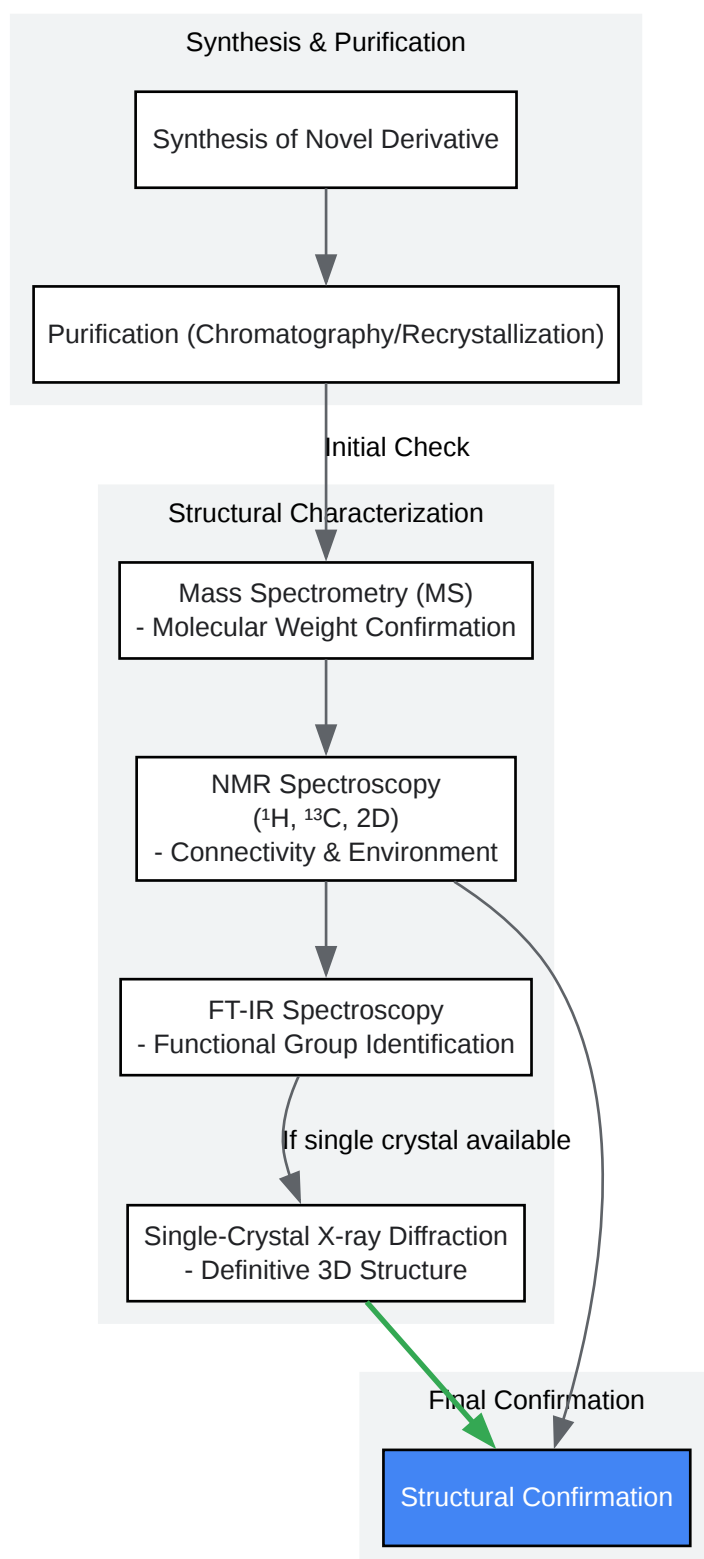 Synthesis & Purification
Synthesis of Novel Derivative
Purification (Chromatography/Recrystallization)
Initial Check
Structural Characterization
Mass Spectrometry (MS)
- Molecular Weight Confirmation
NMR Spectroscopy
(¹H, ¹³C, 2D)
- Connectivity & Environment
FT-IR Spectroscopy
- Functional Group Identification
If single crystal available
Single-Crystal X-ray Diffraction
- Definitive 3D Structure
Final Confirmation
Structural Confirmation